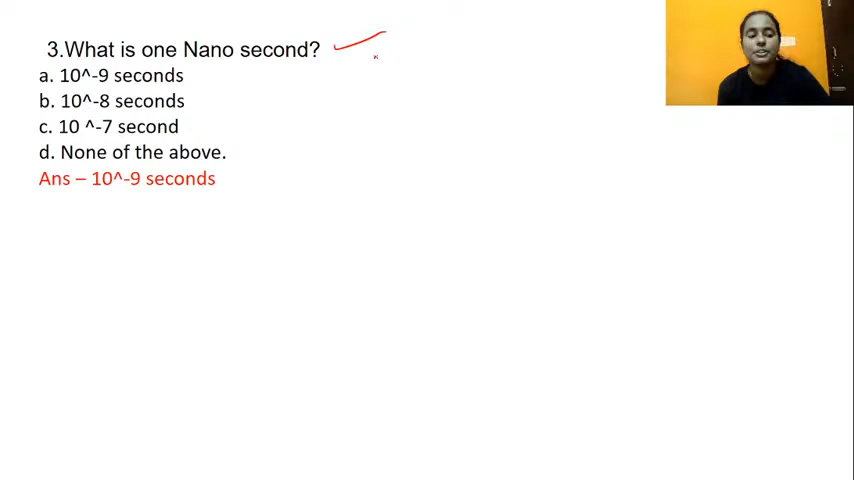 3.What is one Nano second?
a. 10^-9 seconds
b. 10^-8 seconds
c. 10 ^-7 second
d. None of the above.
Ans – 10^-9 seconds